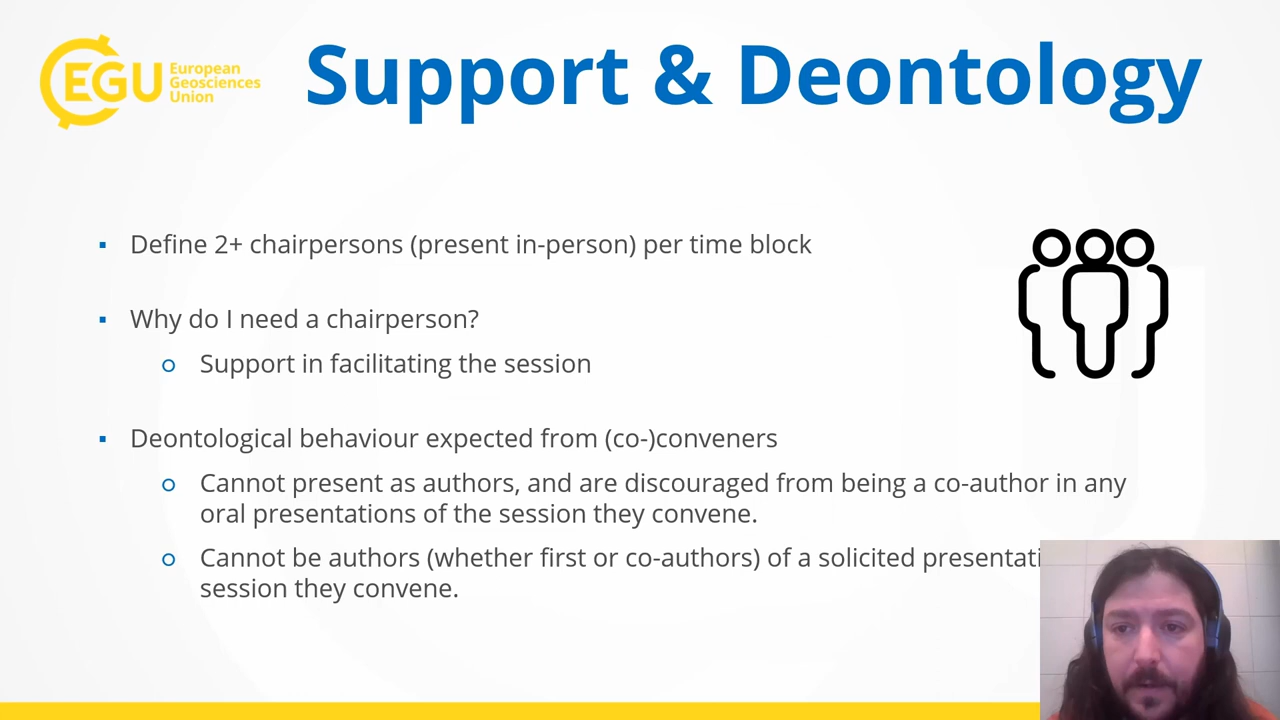 EGU
European
Geosciences
Union
Support & Deontology
Define 2+ chairpersons (present in-person) per time block
Why do I need a chairperson?
Support in facilitating the session
Deontological behaviour expected from (co-)conveners
Cannot present as authors, and are discouraged from being a co-author in any
oral presentations of the session they convene.
Cannot be authors (whether first or co-authors) of a solicited
session they convene.